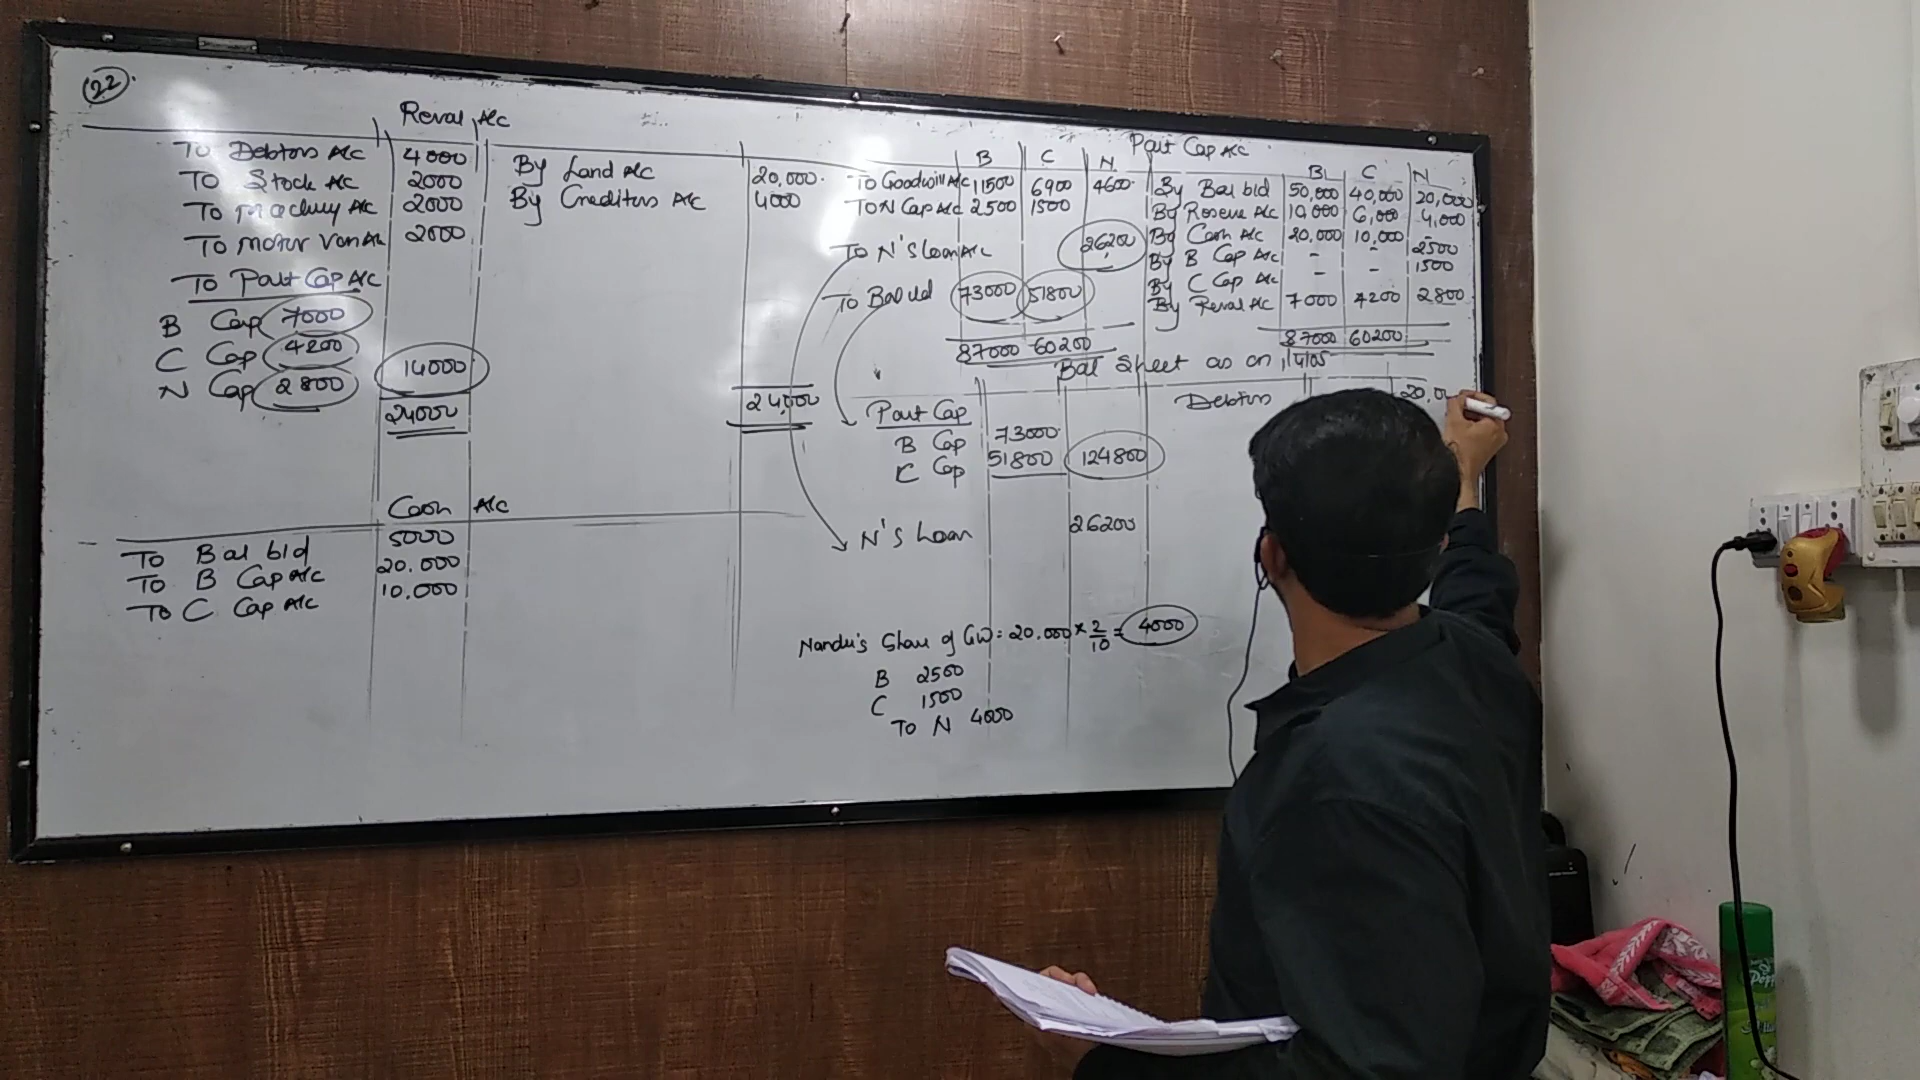 22
Reval A/c
To Debtors A/c 4000 By Land A/c 20,000
To Stock A/c 2000 By Creditors A/c 4000
To Machury A/c 2000
To motor Van A/c 2000
To Part Cap A/c
B Cap 7000
C Cap 4200 14000
N Cap 2800
24000 24,000
Cash A/c
To Bal b/d 5000
To B Cap A/c 20.000
To C Cap A/c 10.000
Part Cap A/c
B C N B C N
To Goodwill A/c 11500 6900 4600 By Bal b/d 50,000 40,000 20,000
To N Cap A/c 2500 1500 By Reseve A/c 10,000 6,000 4,000
To N's Loan A/c 26200 By Cash A/c 20,000 10,000 -
By B Cap A/c - - 2500
By C Cap A/c - - 1500
To Bal c/d 73000 51800 By Reval A/c 7000 4200 2800
87000 60200 87000 60200
Bal Sheet as on 1/4/05
Part Cap Debtors 20,0
B Cap 73000
C Cap 51800 124800
N's Loan 26200
Nandu's Share of GW = 20.000 × 2/10 = 4000
B 2500
C 1500
To N 4000